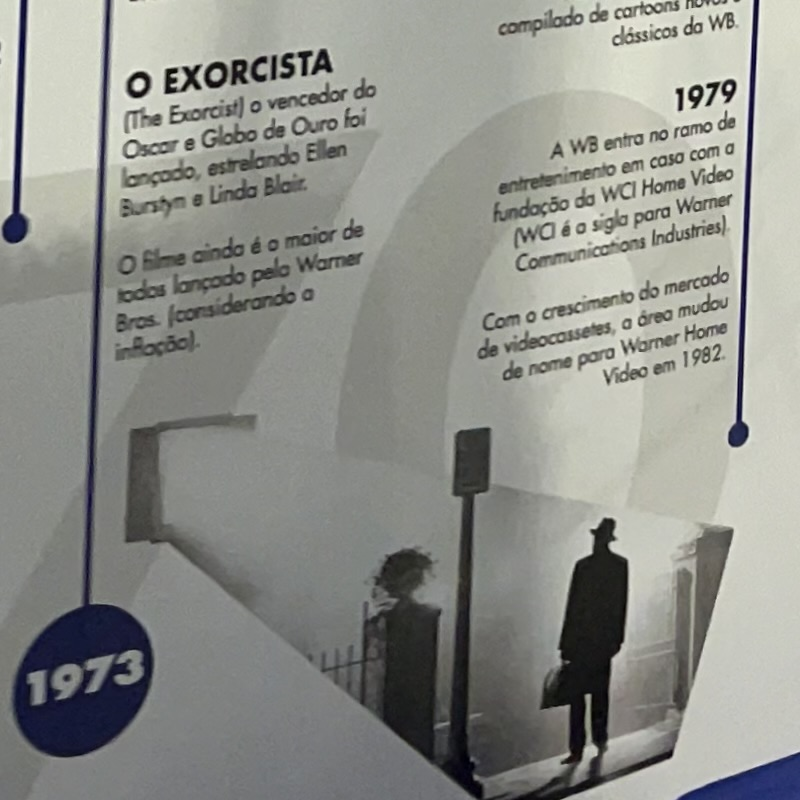 O EXORCISTA
(The Exorcist) o vencedor do
Oscar e Globo de Ouro foi
lançado, estrelando Ellen
Burstyn e Linda Blair.
O filme ainda é o maior de
todos lançado pela Warner
Bros. (considerando a
inflação).
1973
compilado de cartoons novos e
clássicos da WB.
1979
A WB entra no ramo de
entretenimento em casa com a
fundação da WCI Home Video
(WCI é a sigla para Warner
Communications Industries).
Com o crescimento do mercado
de videocassetes, a área mudou
de nome para Warner Home
Video em 1982.